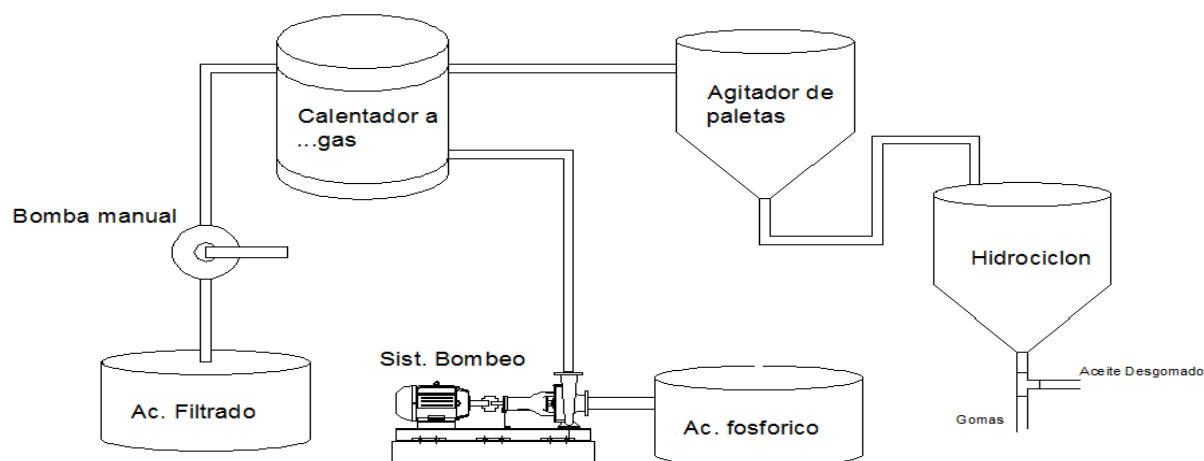 Calentador a
...gas
Agitador de
paletas
Bomba manual
Hidrociclon
Sist. Bombeo
Aceite Desgomado
Ac. Filtrado
Ac. fosforico
Gomas